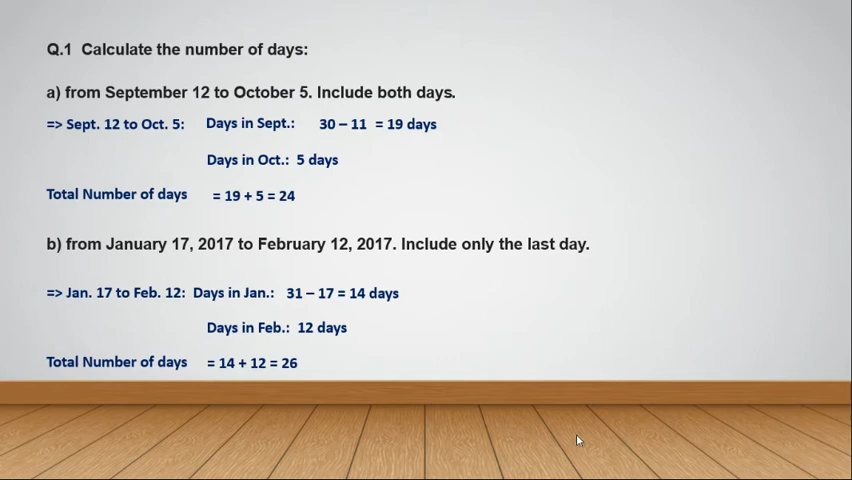 Q.1 Calculate the number of days:
a) from September 12 to October 5. Include both days.
=> Sept. 12 to Oct. 5: Days in Sept.: 30 – 11 = 19 days
Days in Oct.: 5 days
Total Number of days = 19 + 5 = 24
b) from January 17, 2017 to February 12, 2017. Include only the last day.
=> Jan. 17 to Feb. 12: Days in Jan.: 31 – 17 = 14 days
Days in Feb.: 12 days
Total Number of days = 14 + 12 = 26